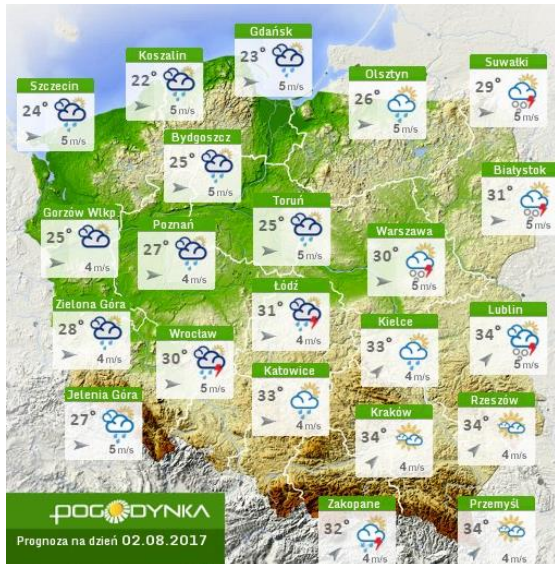 Gdańsk
23°
5 m/s
Koszalin
22°
5 m/s
Szczecin
24°
5 m/s
Olsztyn
26°
5 m/s
Suwałki
29°
5 m/s
Bydgoszcz
25°
5 m/s
Białystok
31°
5 m/s
Gorzów Wlkp
25°
4 m/s
Poznań
27°
4 m/s
Toruń
25°
5 m/s
Warszawa
30°
5 m/s
Zielona Góra
28°
4 m/s
Łódź
31°
4 m/s
Wrocław
30°
5 m/s
Kielce
33°
4 m/s
Lublin
34°
5 m/s
Jelenia Góra
27°
5 m/s
Katowice
33°
4 m/s
Kraków
34°
4 m/s
Rzeszów
34°
4 m/s
Zakopane
32°
4 m/s
Przemyśl
34°
4 m/s
POGODYNKA
Prognoza na dzień 02.08.2017